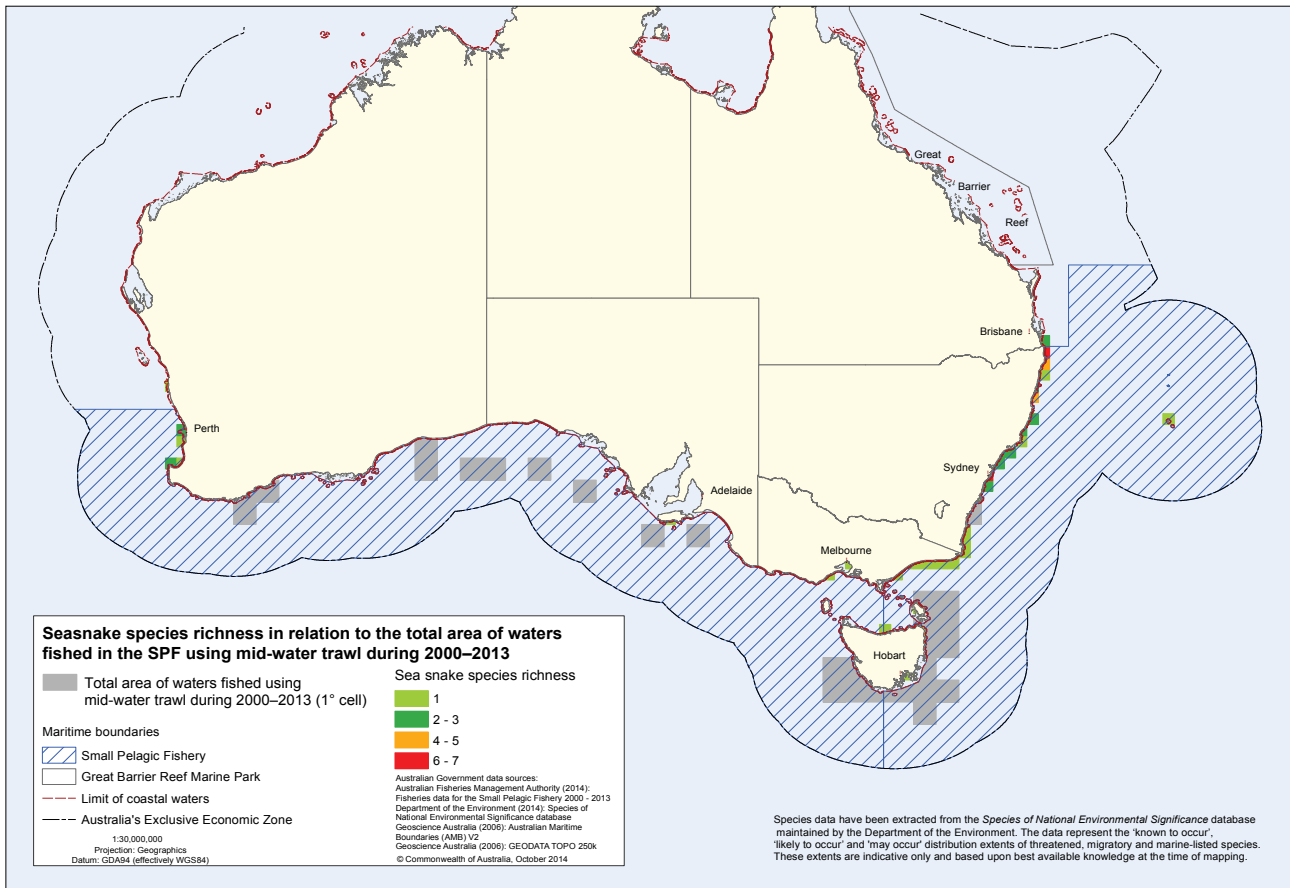 Great
Barrier
Reef
Brisbane
Perth
Sydney
Adelaide
Melbourne
Hobart
Seasnake species richness in relation to the total area of waters
fished in the SPF using mid-water trawl during 2000–2013
Total area of waters fished using
mid-water trawl during 2000–2013 (1° cell)
Maritime boundaries
Small Pelagic Fishery
Great Barrier Reef Marine Park
Limit of coastal waters
Australia's Exclusive Economic Zone
1:30,000,000
Projection: Geographics
Datum: GDA94 (effectively WGS84)
Sea snake species richness
1
2 - 3
4 - 5
6 - 7
Australian Government data sources:
Australian Fisheries Management Authority (2014):
Fisheries data for the Small Pelagic Fishery 2000 - 2013
Department of the Environment (2014): Species of
National Environmental Significance database
Geoscience Australia (2006): Australian Maritime
Boundaries (AMB) V2
Geoscience Australia (2006): GEODATA TOPO 250k
© Commonwealth of Australia, October 2014
Species data have been extracted from the Species of National Environmental Significance database
maintained by the Department of the Environment. The data represent the 'known to occur',
'likely to occur' and 'may occur' distribution extents of threatened, migratory and marine-listed species.
These extents are indicative only and based upon best available knowledge at the time of mapping.